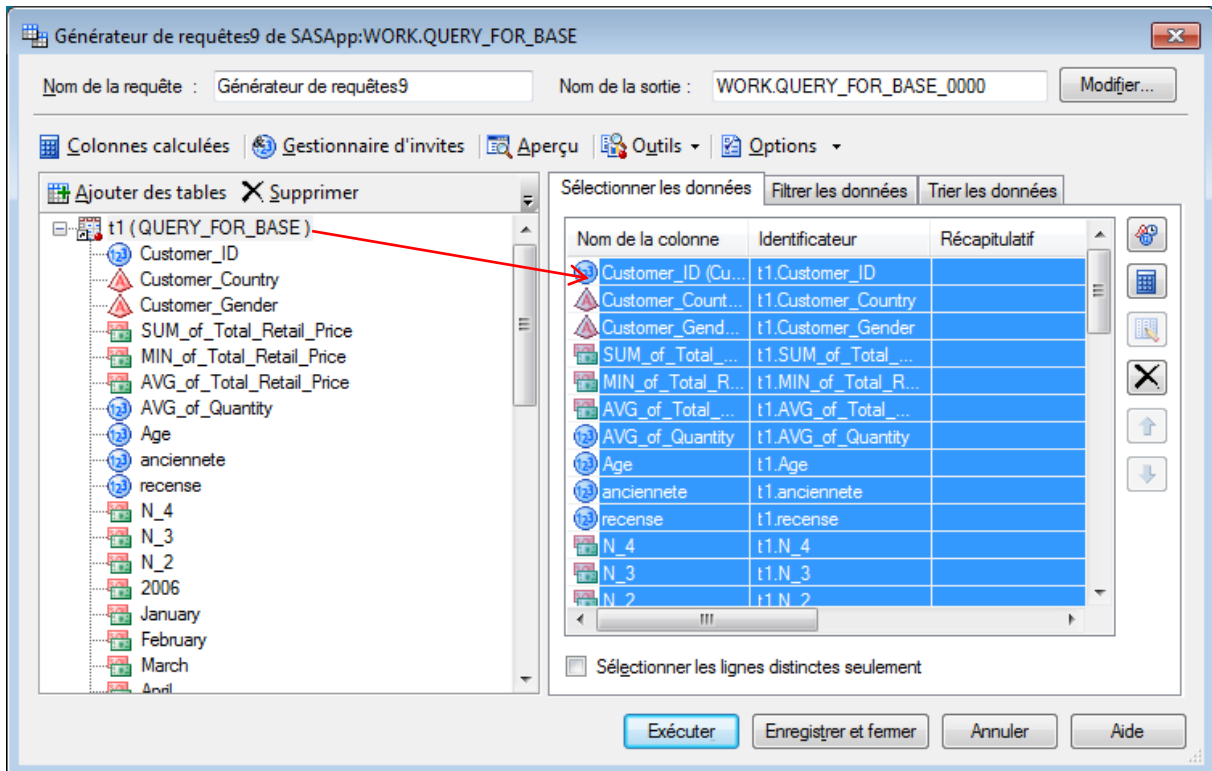 Générateur de requêtes9 de SASApp:WORK.QUERY_FOR_BASE
Nom de la requête : Générateur de requêtes9 Nom de la sortie : WORK.QUERY_FOR_BASE_0000 Modifier...
Colonnes calculées Gestionnaire d'invites Aperçu Outils Options
Ajouter des tables Supprimer
t1 ( QUERY_FOR_BASE )
Customer_ID
Customer_Country
Customer_Gender
SUM_of_Total_Retail_Price
MIN_of_Total_Retail_Price
AVG_of_Total_Retail_Price
AVG_of_Quantity
Age
anciennete
recense
N_4
N_3
N_2
2006
January
February
March
April
Sélectionner les données Filtrer les données Trier les données
Nom de la colonne Identificateur Récapitulatif
Customer_ID (Cu... t1.Customer_ID
Customer_Count... t1.Customer_Country
Customer_Gend... t1.Customer_Gender
SUM_of_Total_... t1.SUM_of_Total_...
MIN_of_Total_R... t1.MIN_of_Total_R...
AVG_of_Total_... t1.AVG_of_Total_...
AVG_of_Quantity t1.AVG_of_Quantity
Age t1.Age
anciennete t1.anciennete
recense t1.recense
N_4 t1.N_4
N_3 t1.N_3
N_2 t1.N_2
Sélectionner les lignes distinctes seulement
Exécuter Enregistrer et fermer Annuler Aide